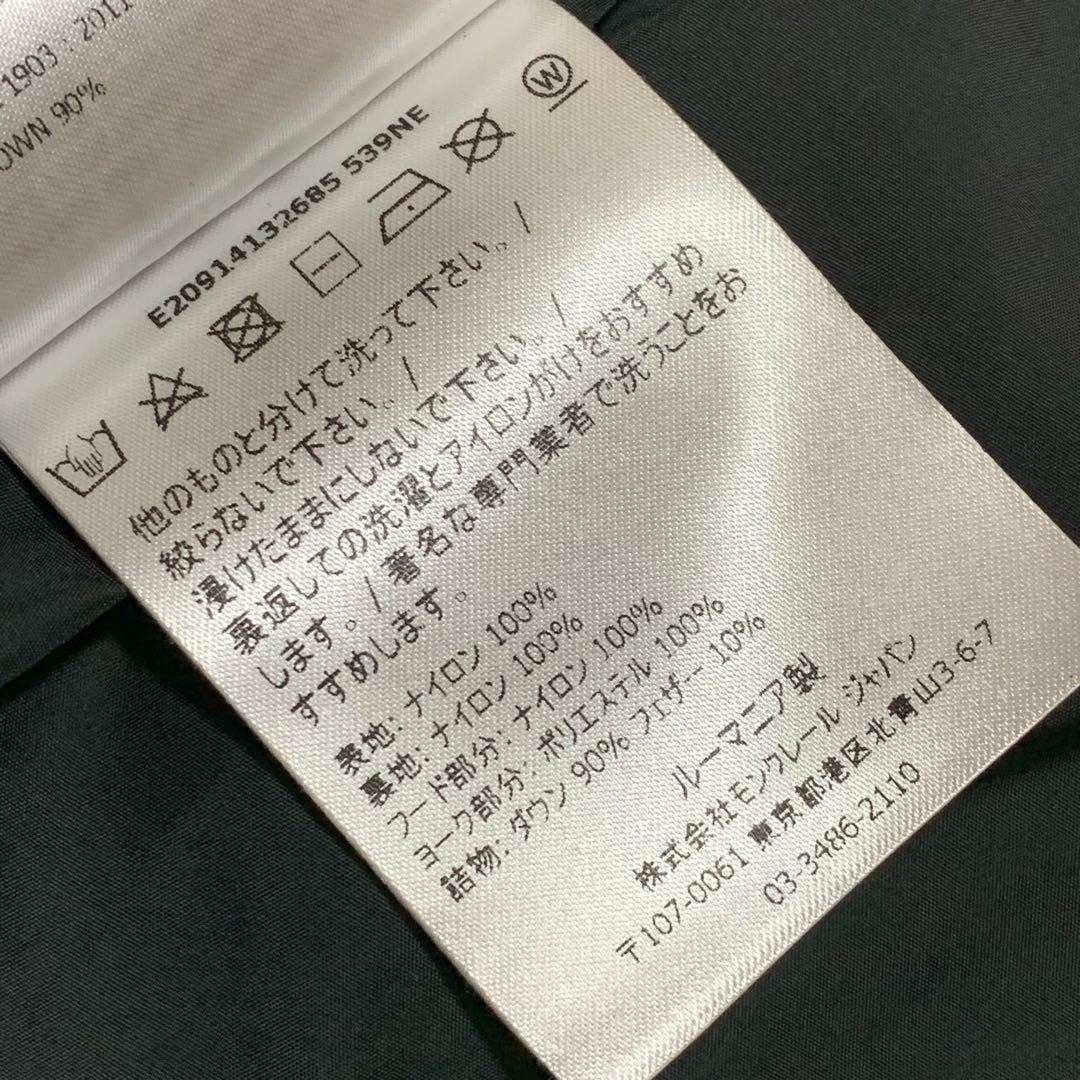 1903 : 2011
OWN 90%
E20914132685 539NE
W
他のものと分けて洗って下さい。/
絞らないで下さい。/
浸けたままにしないで下さい。/
裏返しての洗濯とアイロンがけをおすすめ
します。/ 著名な専門業者で洗うことをお
すすめします。
表地: ナイロン 100%
裏地: ナイロン 100%
フード部分: ナイロン 100%
ヨーク部分: ポリエステル 100%
詰物: ダウン 90% フェザー 10%
ルーマニア製
株式会社モンクレール ジャパン
〒107-0061 東京都港区北青山3-6-7
03-3486-2110